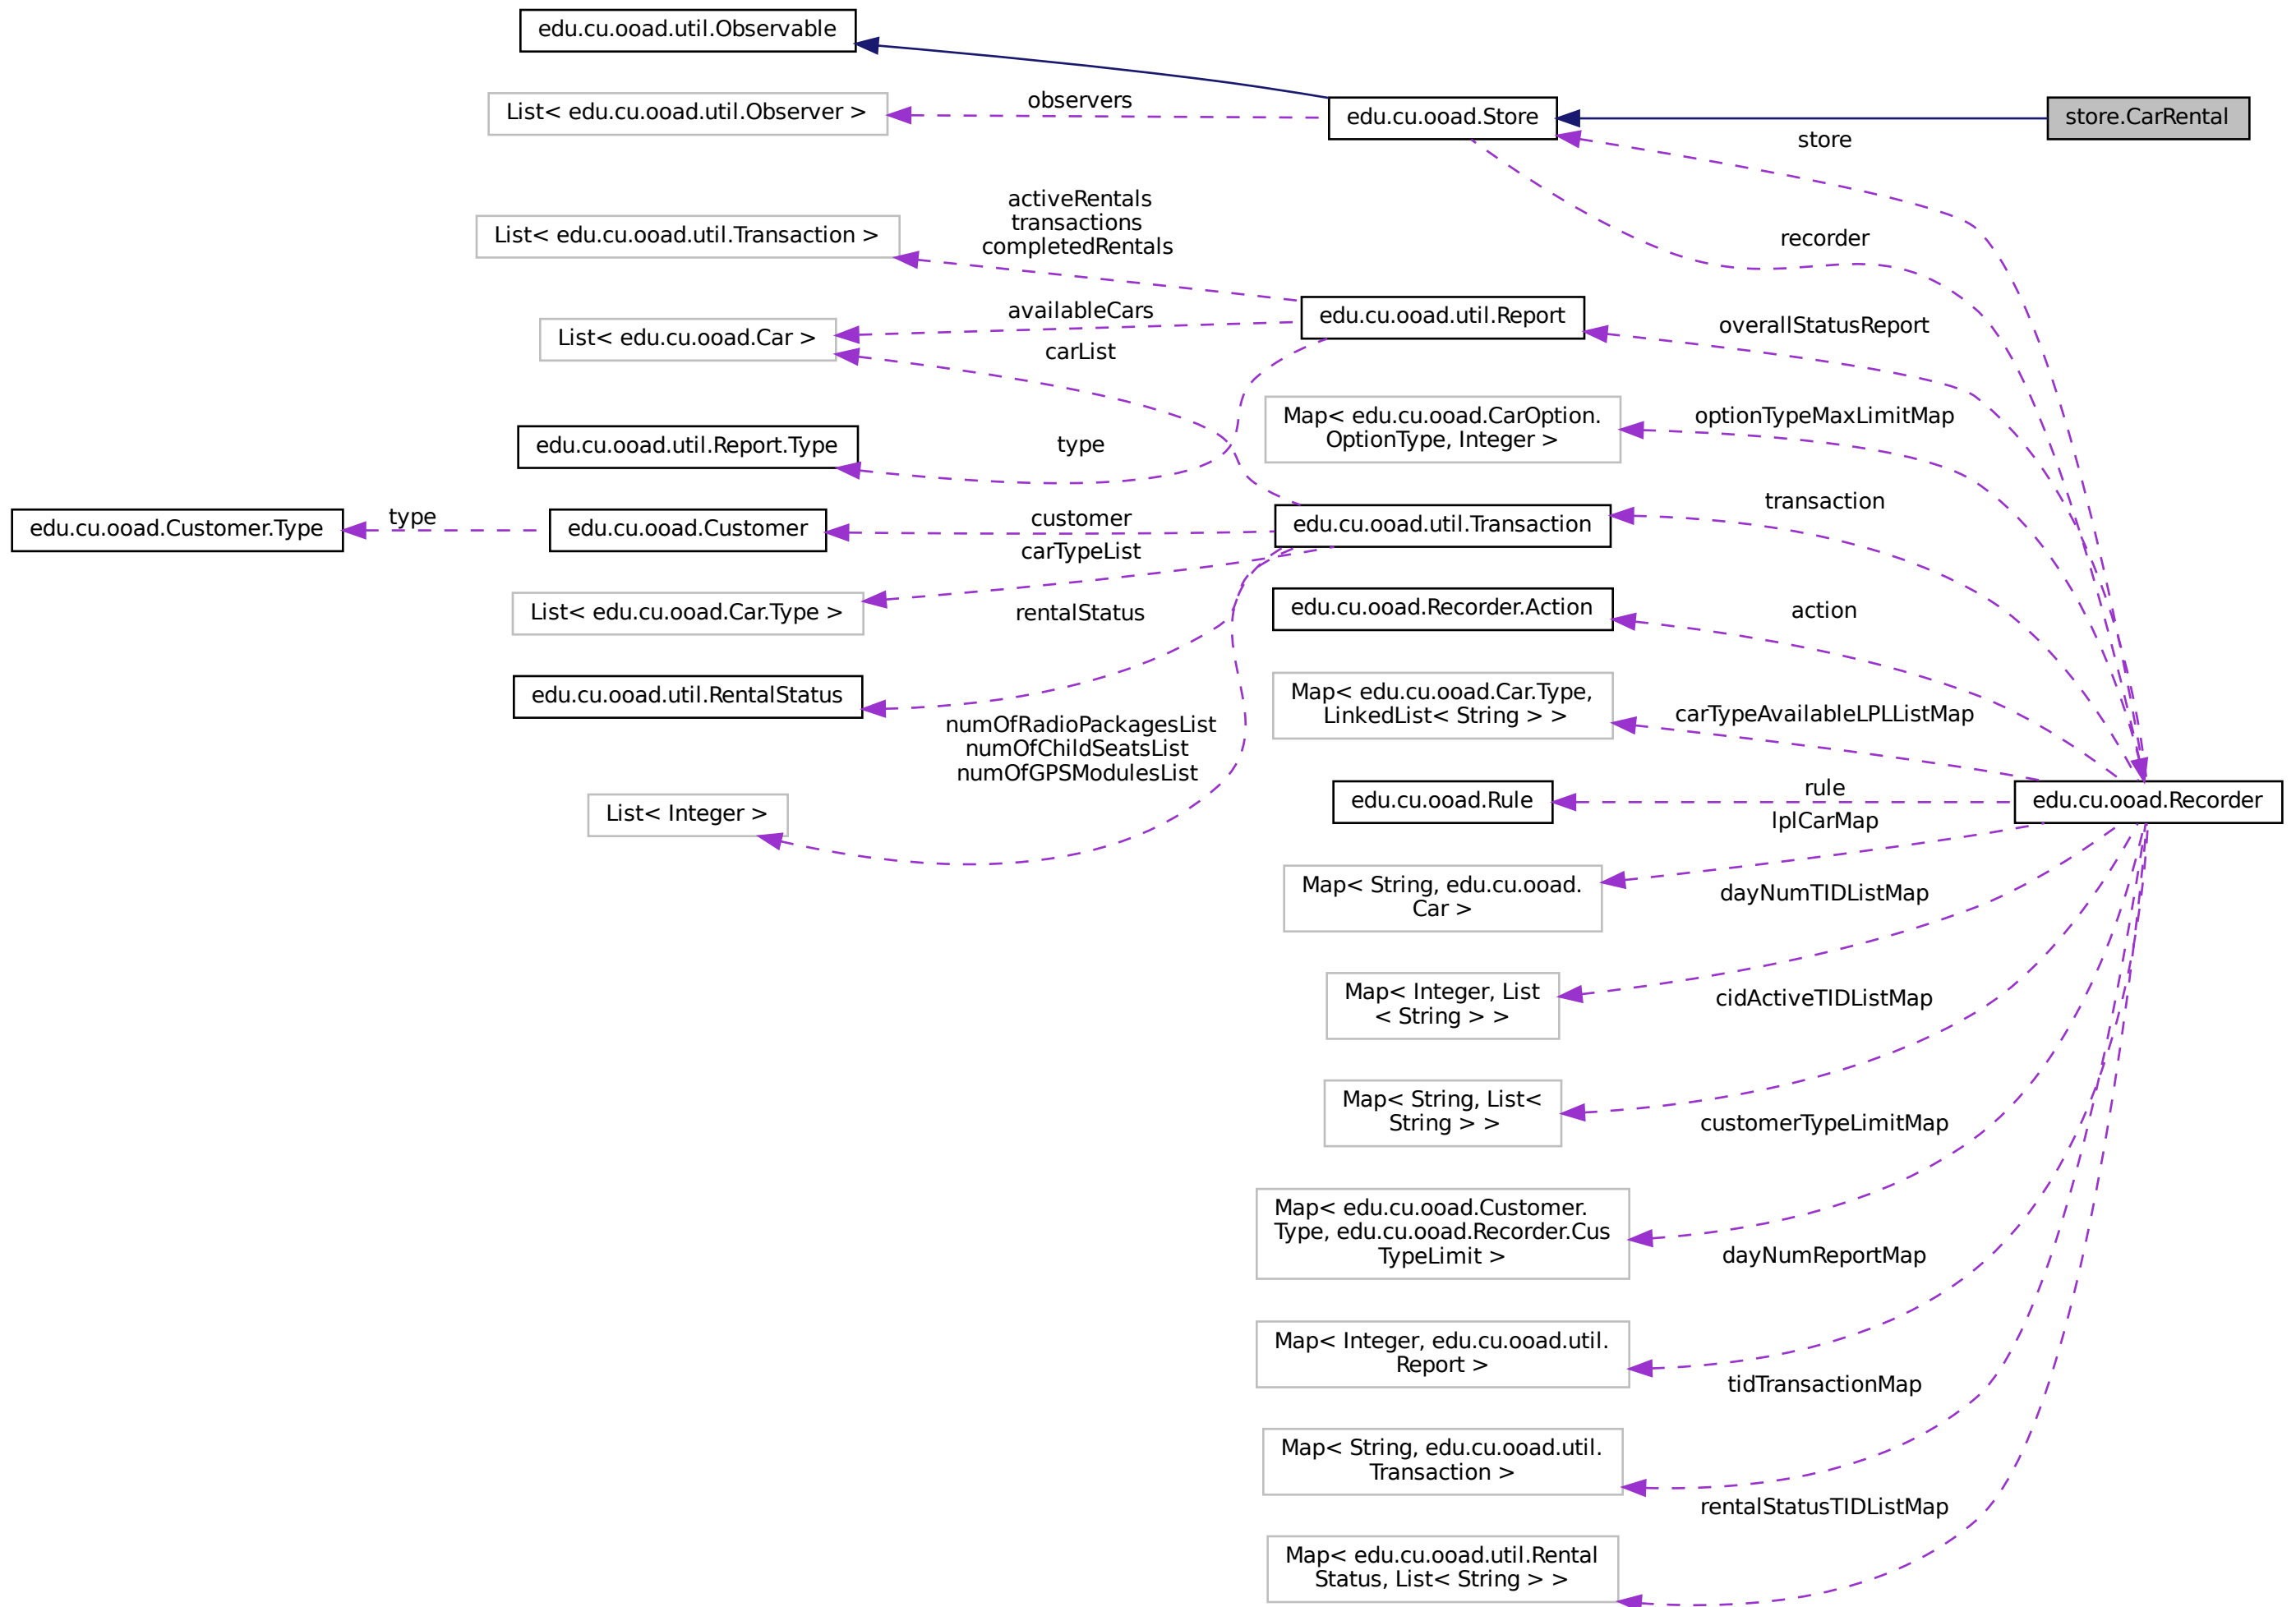 edu.cu.ooad.util.Observable
List< edu.cu.ooad.util.Observer >
observers
edu.cu.ooad.Store
store.CarRental
store
activeRentals
transactions
completedRentals
List< edu.cu.ooad.util.Transaction >
recorder
availableCars
edu.cu.ooad.util.Report
overallStatusReport
List< edu.cu.ooad.Car >
carList
Map< edu.cu.ooad.CarOption.
OptionType, Integer >
optionTypeMaxLimitMap
edu.cu.ooad.util.Report.Type
type
edu.cu.ooad.Customer.Type
type
edu.cu.ooad.Customer
customer
edu.cu.ooad.util.Transaction
transaction
carTypeList
List< edu.cu.ooad.Car.Type >
rentalStatus
edu.cu.ooad.Recorder.Action
action
edu.cu.ooad.util.RentalStatus
Map< edu.cu.ooad.Car.Type,
LinkedList< String > >
carTypeAvailableLPLListMap
numOfRadioPackagesList
numOfChildSeatsList
numOfGPSModulesList
List< Integer >
edu.cu.ooad.Rule
rule
edu.cu.ooad.Recorder
lplCarMap
Map< String, edu.cu.ooad.
Car >
dayNumTIDListMap
Map< Integer, List
< String > >
cidActiveTIDListMap
Map< String, List<
String > >
customerTypeLimitMap
Map< edu.cu.ooad.Customer.
Type, edu.cu.ooad.Recorder.Cus
TypeLimit >
dayNumReportMap
Map< Integer, edu.cu.ooad.util.
Report >
tidTransactionMap
Map< String, edu.cu.ooad.util.
Transaction >
rentalStatusTIDListMap
Map< edu.cu.ooad.util.Rental
Status, List< String > >